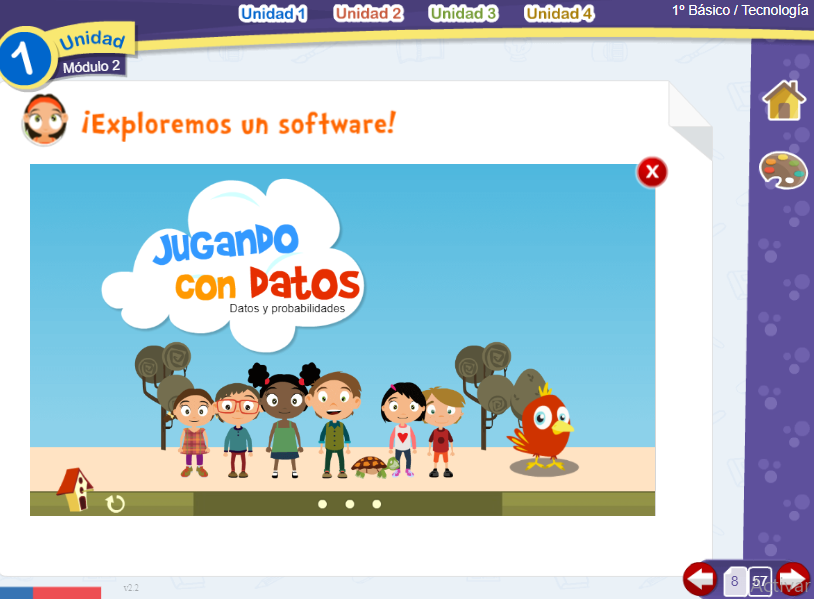 Unidad 1 Unidad 2 Unidad 3 Unidad 4
1º Básico / Tecnología
1 Unidad
Módulo 2
¡Exploremos un software!
X
Jugando
con Datos
Datos y probabilidades
v2.2
8 57
Activar